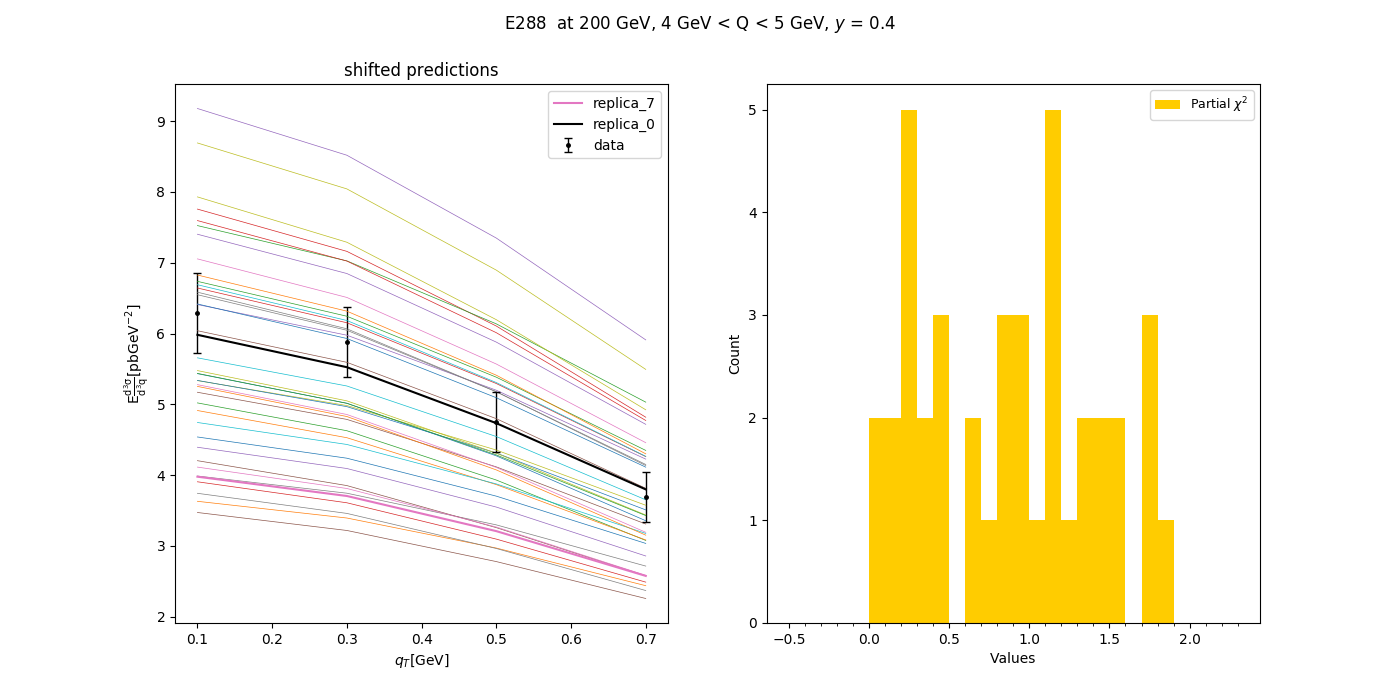 E288 at 200 GeV, 4 GeV < Q < 5 GeV, y = 0.4
shifted predictions
replica_7
replica_0
data
E d³σ/d³q [pbGeV⁻²]
9
8
7
6
5
4
3
2
0.1 0.2 0.3 0.4 0.5 0.6 0.7
q_T[GeV]
Partial χ²
Count
5
4
3
2
1
0
−0.5 0.0 0.5 1.0 1.5 2.0
Values